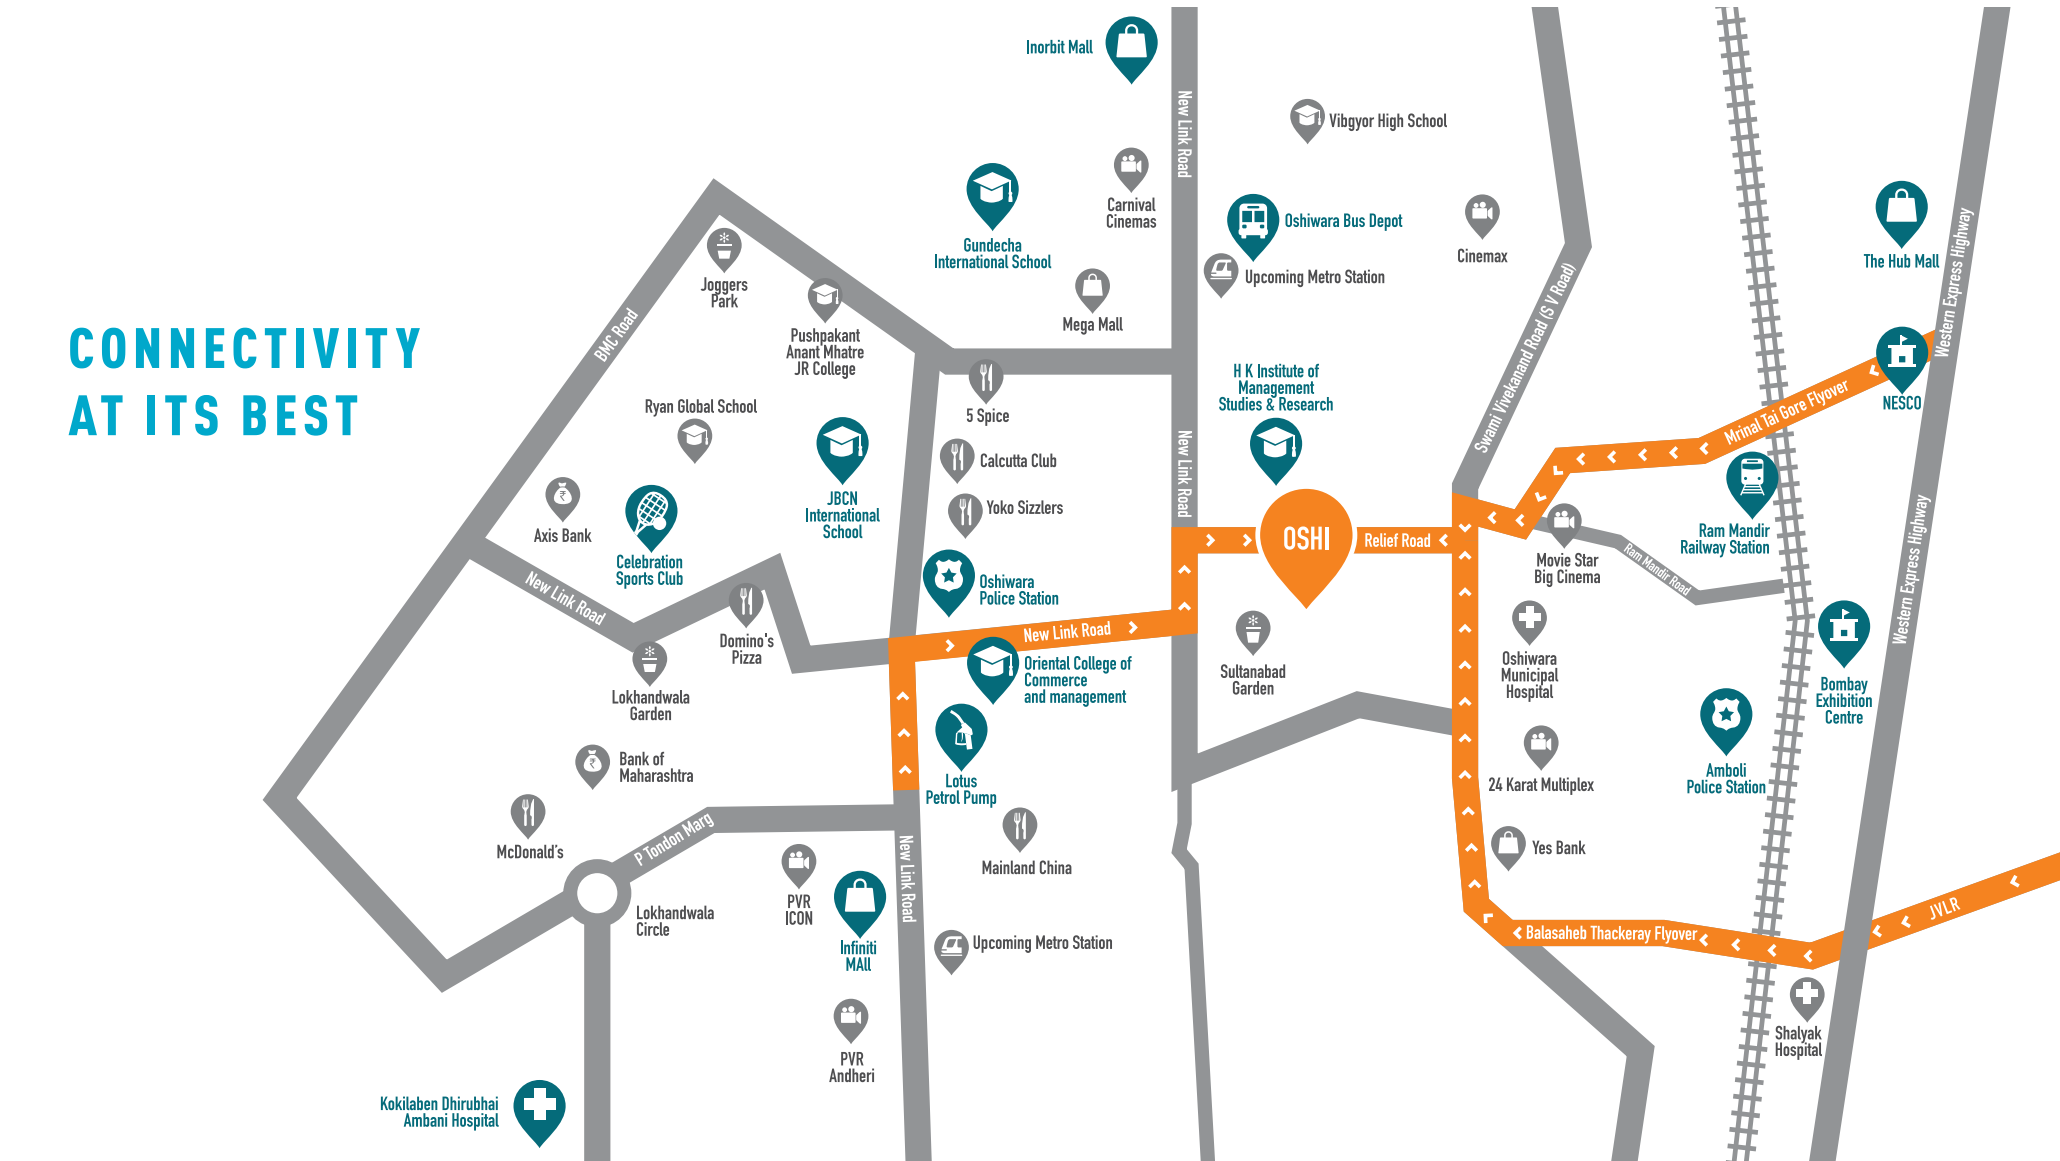 CONNECTIVITY
AT ITS BEST
Inorbit Mall
New Link Road
Vibgyor High School
Carnival
Cinemas
Gundecha
International School
Oshiwara Bus Depot
Upcoming Metro Station
Cinemax
The Hub Mall
Western Express Highway
Joggers
Park
Mega Mall
Swami Vivekanand Road (S V Road)
BMC Road
Pushpakant
Anant Mhatre
JR College
H K Institute of
Management
Studies & Research
NESCO
Mrinal Tai Gore Flyover
Ryan Global School
5 Spice
Calcutta Club
New Link Road
Yoko Sizzlers
JBCN
International
School
Axis Bank
Celebration
Sports Club
New Link Road
OSHI
Relief Road
Ram Mandir
Railway Station
Movie Star
Big Cinema
Ram Mandir Road
Western Express Highway
Oshiwara
Police Station
New Link Road
Domino's
Pizza
Oriental College of
Commerce
and management
Lokhandwala
Garden
Sultanabad
Garden
Oshiwara
Municipal
Hospital
Bombay
Exhibition
Centre
Bank of
Maharashtra
Lotus
Petrol Pump
24 Karat Multiplex
Amboli
Police Station
McDonald’s
P Tondon Marg
New Link Road
Mainland China
Yes Bank
Lokhandwala
Circle
PVR
ICON
Infiniti
MAll
Upcoming Metro Station
Balasaheb Thackeray Flyover
JVLR
PVR
Andheri
Shalyak
Hospital
Kokilaben Dhirubhai
Ambani Hospital